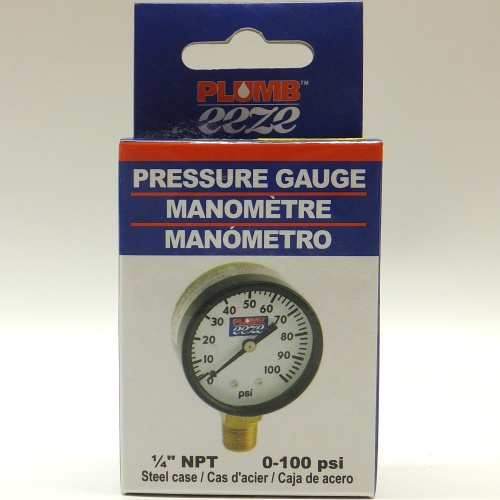 PLUMB™
eeze
PRESSURE GAUGE
MANOMÈTRE
MANÓMETRO
0 10 20 30 40 50 60 70 80 90 100
PLUMB
eeze
psi
¼" NPT 0-100 psi
Steel case / Cas d'acier / Caja de acero